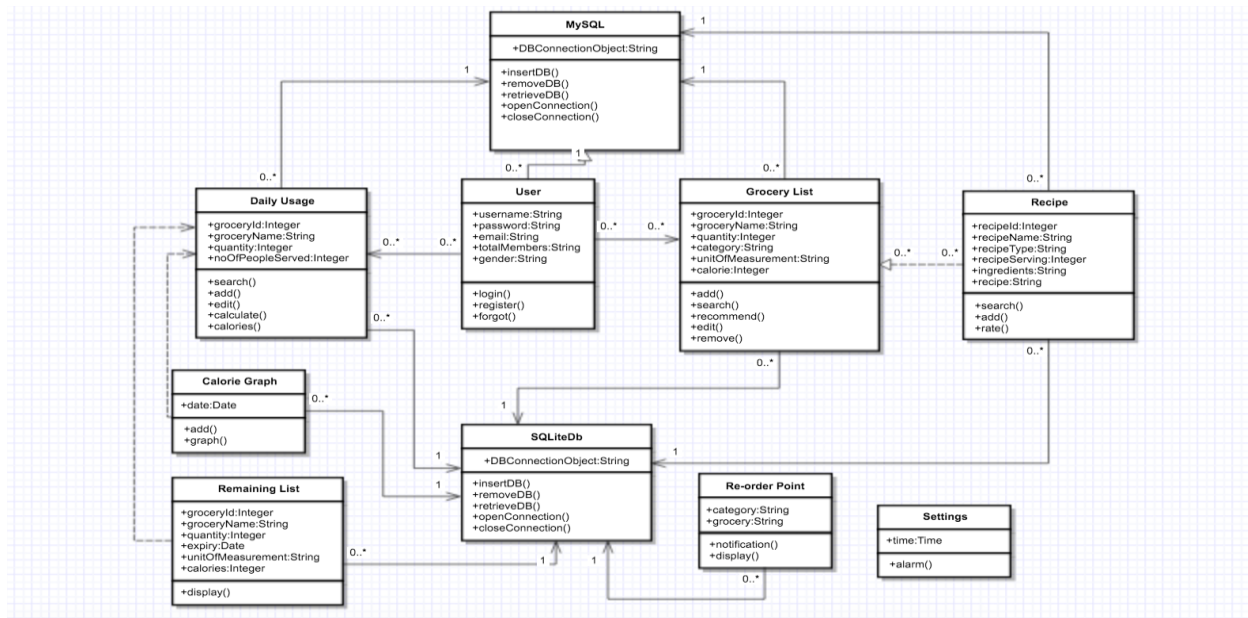 MySQL
+DBConnectionObject:String
+insertDB()
+removeDB()
+retrieveDB()
+openConnection()
+closeConnection()
1
1
1
1
0..*
0..*
0..*
0..*
Daily Usage
+groceryId:Integer
+groceryName:String
+quantity:Integer
+noOfPeopleServed:Integer
+search()
+add()
+edit()
+calculate()
+calories()
0..*
0..*
0..*
User
+username:String
+password:String
+email:String
+totalMembers:String
+gender:String
+login()
+register()
+forgot()
0..*
0..*
Grocery List
+groceryId:Integer
+groceryName:String
+quantity:Integer
+category:String
+unitOfMeasurement:String
+calorie:Integer
+add()
+search()
+recommend()
+edit()
+remove()
0..*
0..*
0..*
Recipe
+recipeId:Integer
+recipeName:String
+recipeType:String
+recipeServing:Integer
+ingredients:String
+recipe:String
+search()
+add()
+rate()
0..*
Calorie Graph
+date:Date
+add()
+graph()
0..*
1
1
1
1
SQLiteDb
+DBConnectionObject:String
+insertDB()
+removeDB()
+retrieveDB()
+openConnection()
+closeConnection()
1
1
Remaining List
+groceryId:Integer
+groceryName:String
+quantity:Integer
+expiry:Date
+unitOfMeasurement:String
+calories:Integer
+display()
0..*
Re-order Point
+category:String
+grocery:String
+notification()
+display()
0..*
Settings
+time:Time
+alarm()